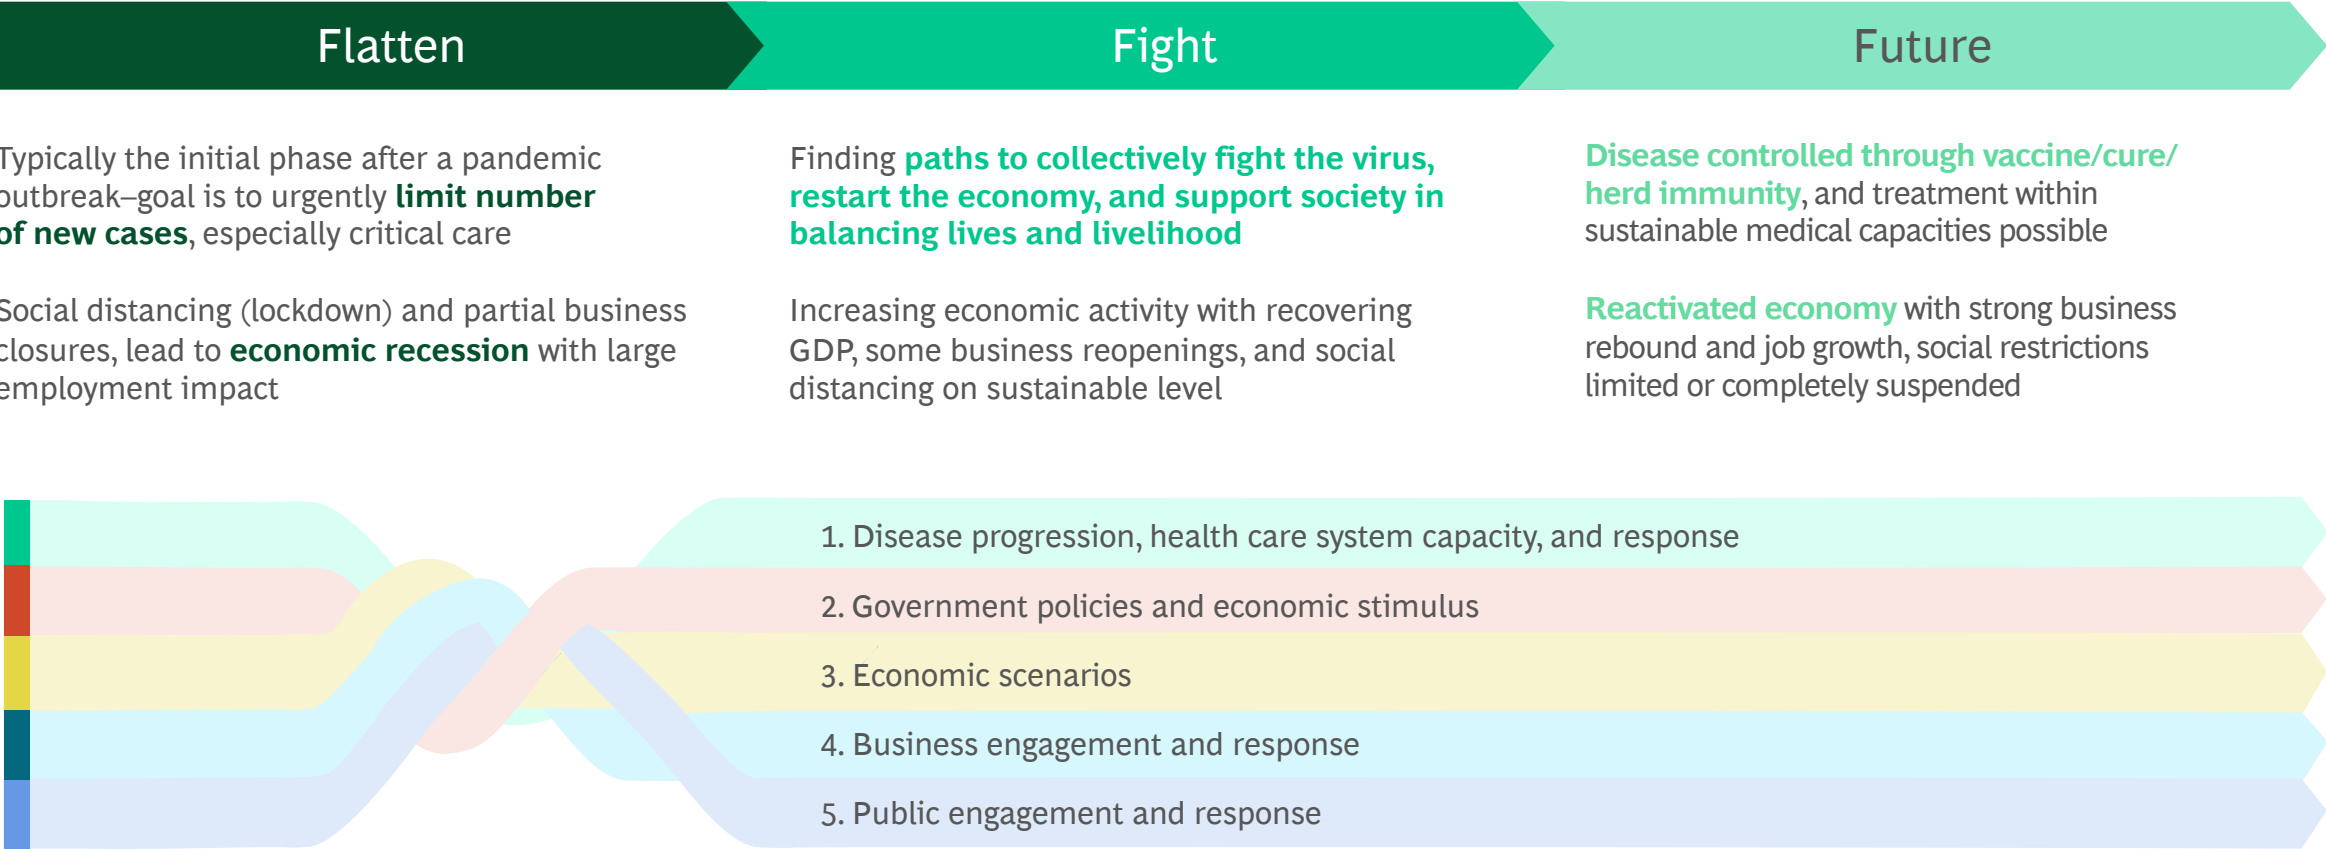 Flatten
Fight
Future
Typically the initial phase after a pandemic
outbreak–goal is to urgently limit number
of new cases, especially critical care
Social distancing (lockdown) and partial business
closures, lead to economic recession with large
employment impact
Finding paths to collectively fight the virus,
restart the economy, and support society in
balancing lives and livelihood
Increasing economic activity with recovering
GDP, some business reopenings, and social
distancing on sustainable level
Disease controlled through vaccine/cure/
herd immunity, and treatment within
sustainable medical capacities possible
Reactivated economy with strong business
rebound and job growth, social restrictions
limited or completely suspended
1. Disease progression, health care system capacity, and response
2. Government policies and economic stimulus
3. Economic scenarios
4. Business engagement and response
5. Public engagement and response